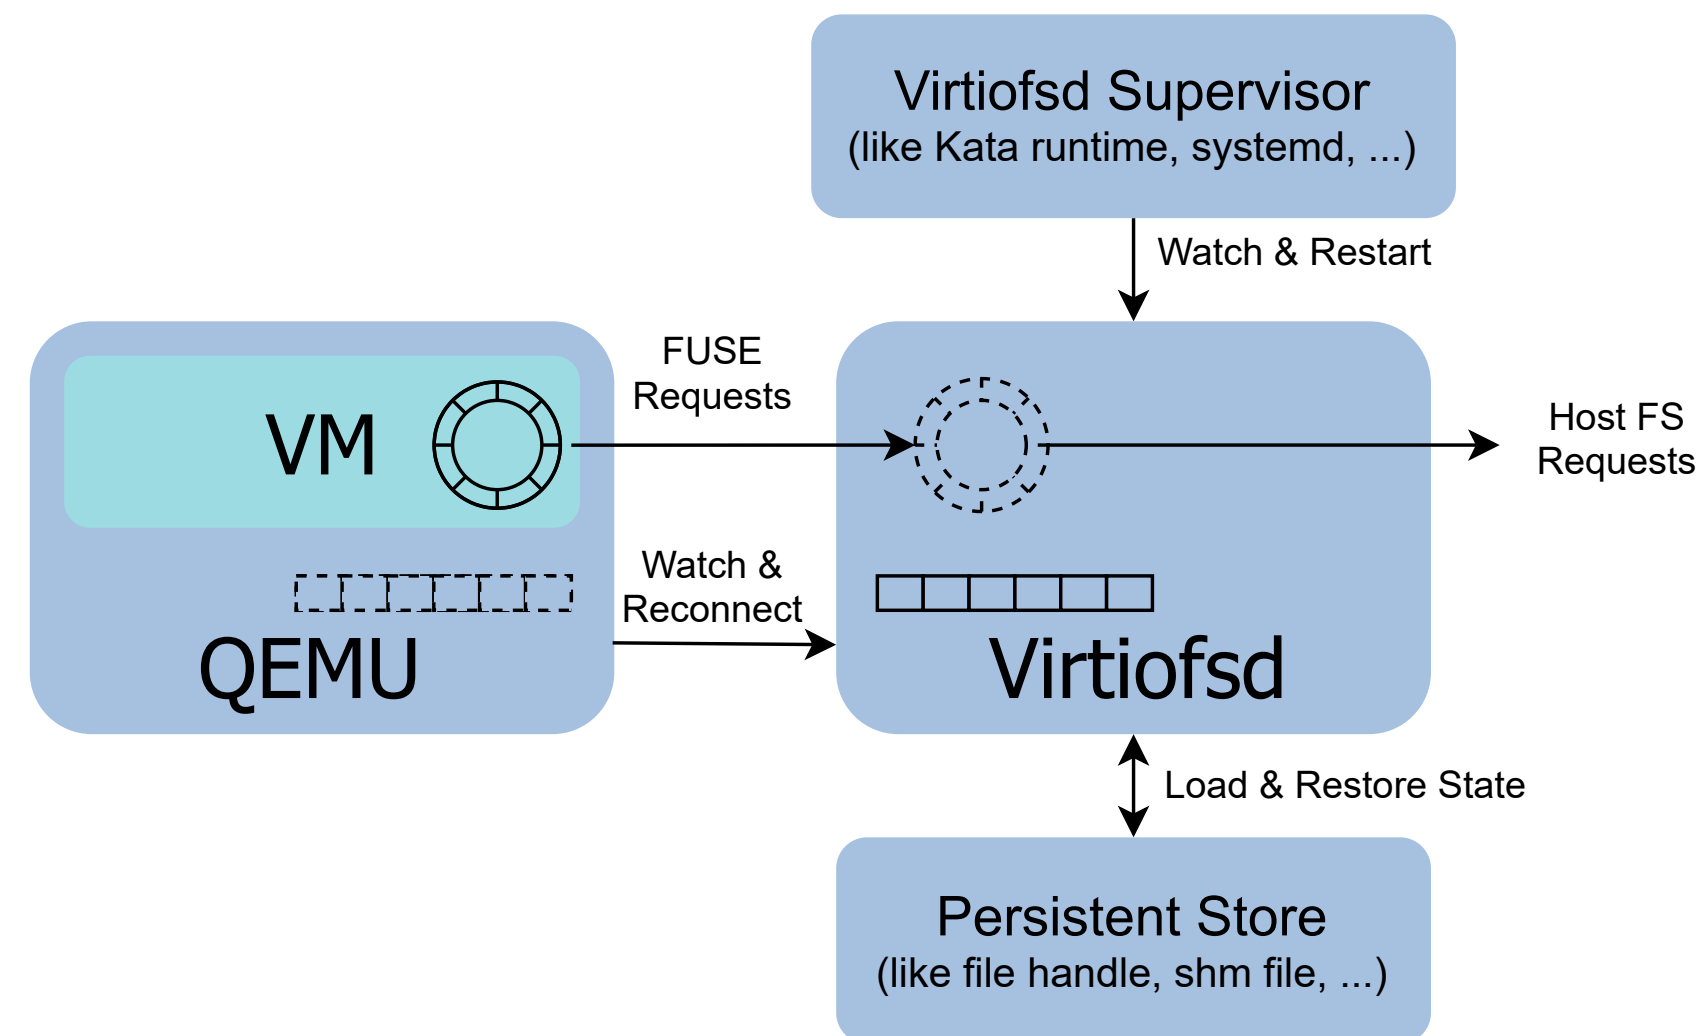 Virtiofsd Supervisor
(like Kata runtime, systemd, ...)
Watch & Restart
FUSE
Requests
VM
Host FS
Requests
Watch &
Reconnect
QEMU
Virtiofsd
Load & Restore State
Persistent Store
(like file handle, shm file, ...)